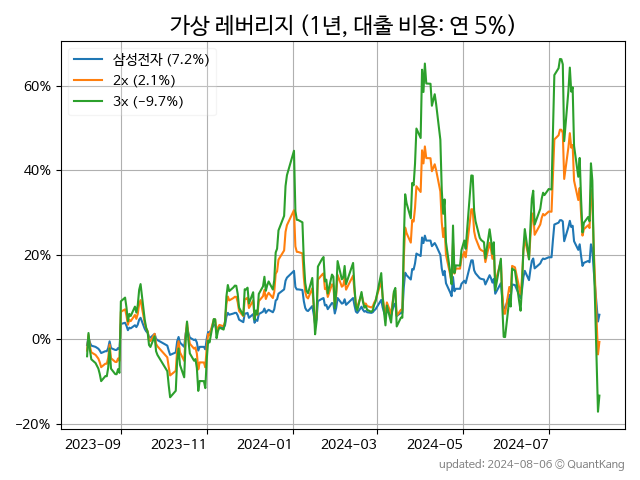 가상 레버리지 (1년, 대출 비용: 연 5%)
삼성전자 (7.2%)
2x (2.1%)
3x (−9.7%)
60%
40%
20%
0%
−20%
2023-09
2023-11
2024-01
2024-03
2024-05
2024-07
updated: 2024-08-06 © QuantKang